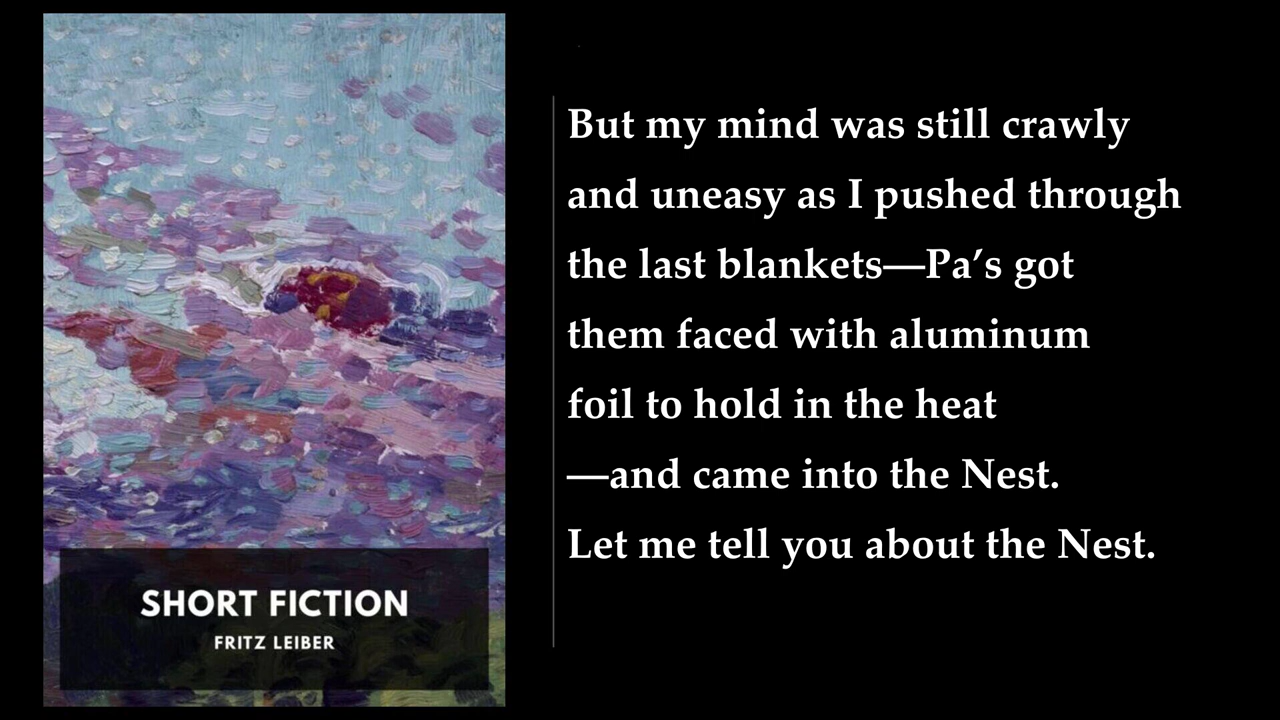 But my mind was still crawly
and uneasy as I pushed through
the last blankets—Pa’s got
them faced with aluminum
foil to hold in the heat
—and came into the Nest.
Let me tell you about the Nest.
SHORT FICTION
FRITZ LEIBER